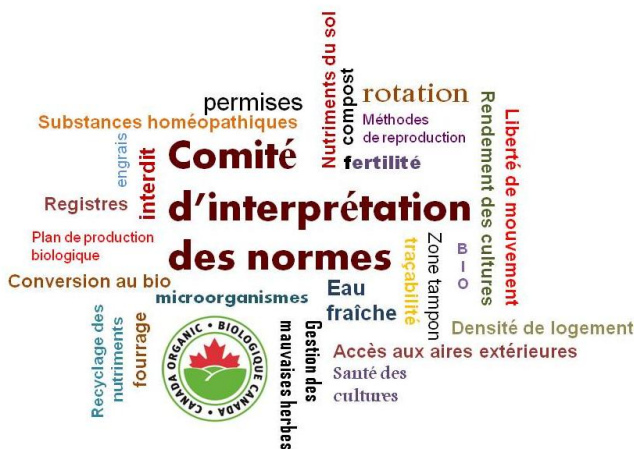 permises
Substances homéopathiques
engrais
interdit
Nutriments du sol
compost
rotation
Méthodes
de reproduction
fertilité
Rendement des cultures
Liberté de mouvement
Comité
d'interprétation
des normes
Registres
Plan de production
biologique
Conversion au bio
microorganismes
Eau
fraîche
traçabilité
Zone tampon
BIO
Densité de logement
Recyclage des
nutriments
fourrage
CANADA ORGANIC • BIOLOGIQUE CANADA •
Gestion des
mauvaises herbes
Accès aux aires extérieures
Santé des
cultures